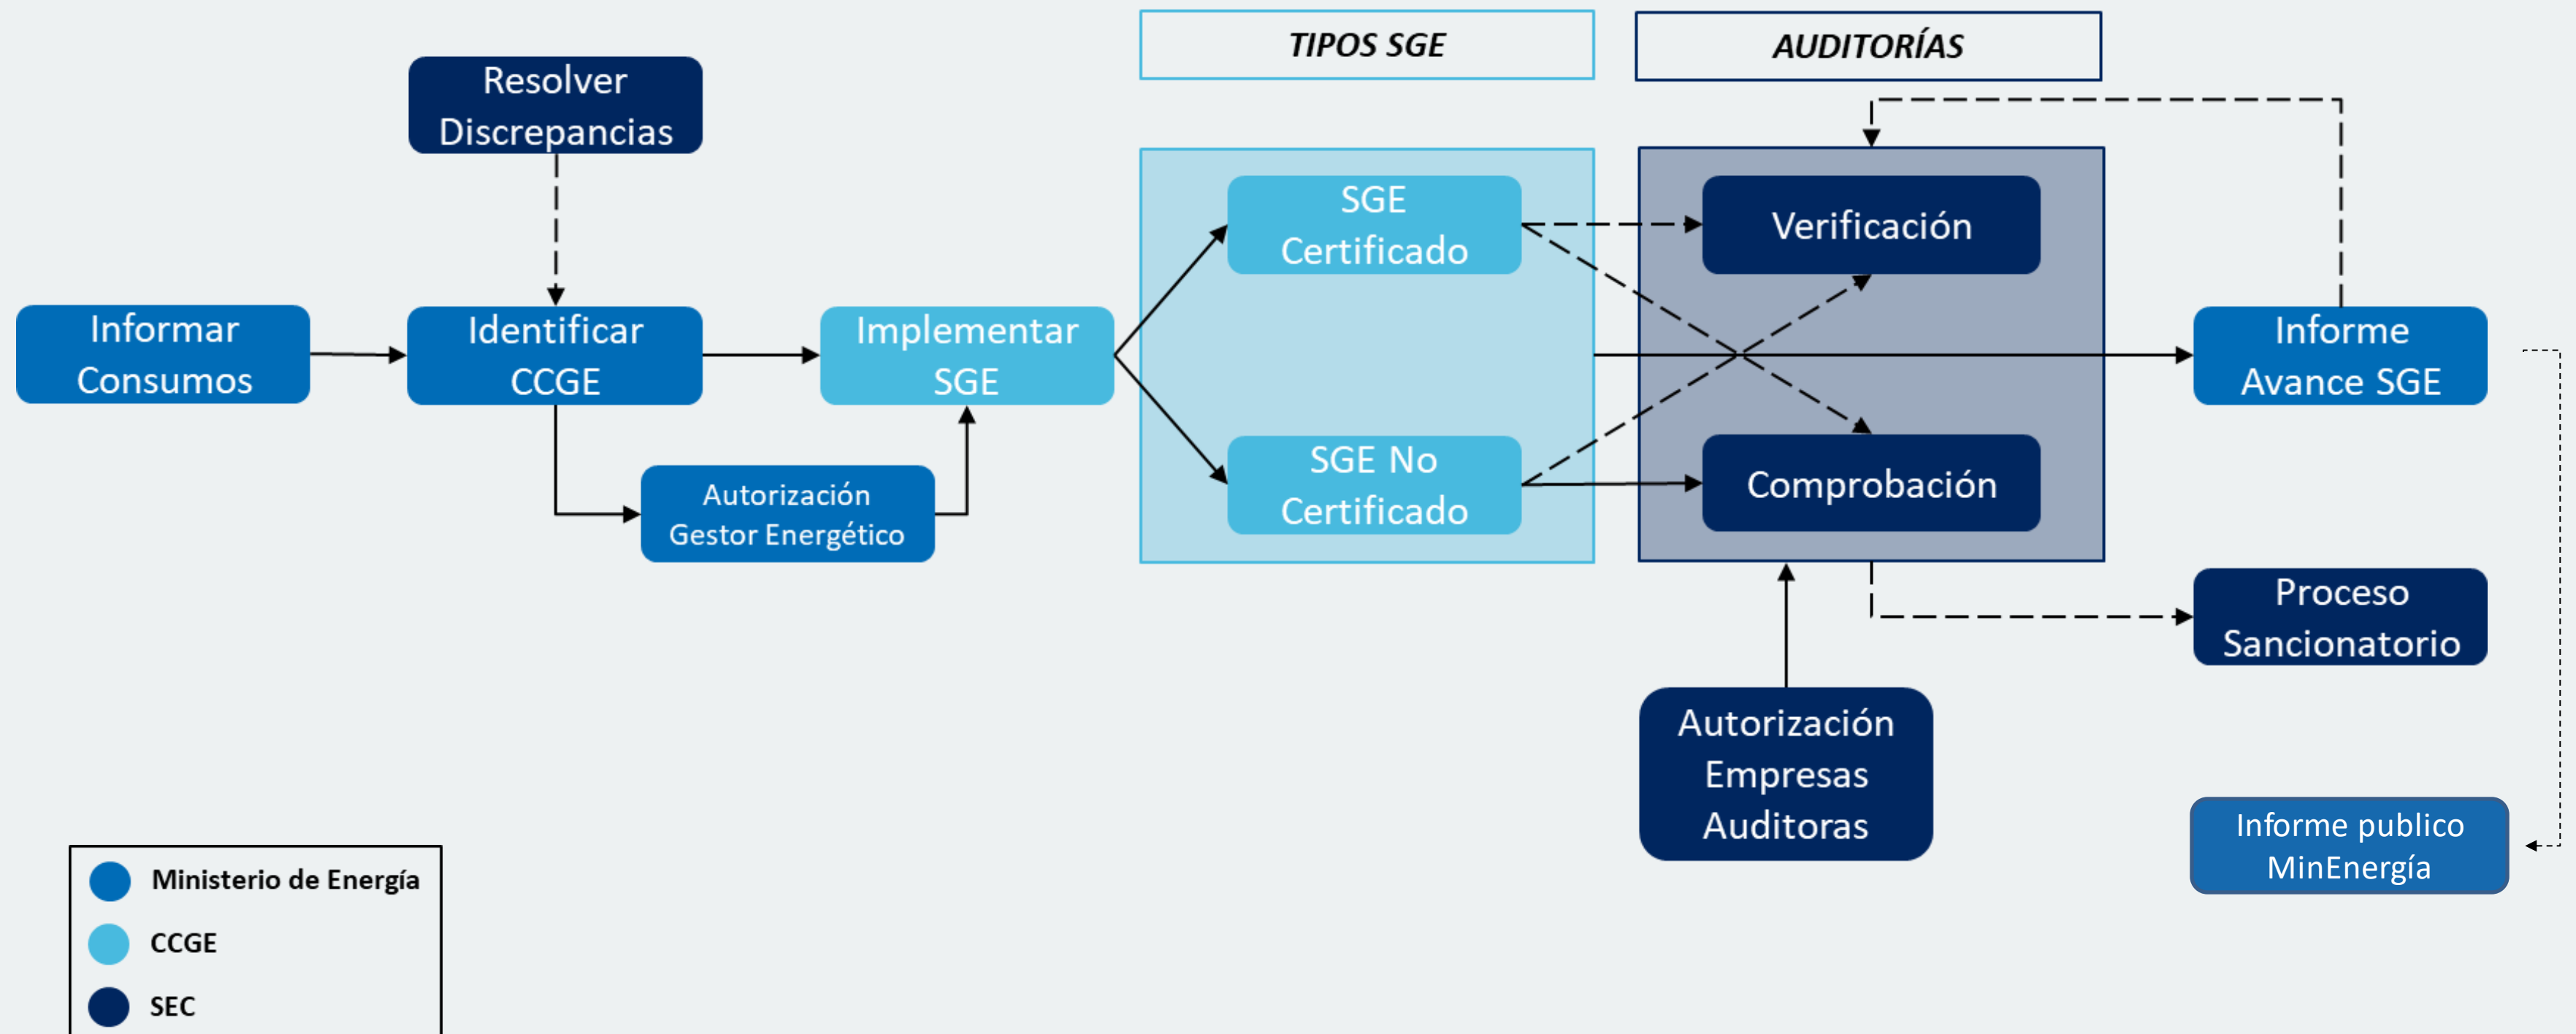 TIPOS SGE
AUDITORÍAS
Resolver
Discrepancias
SGE
Certificado
Verificación
Informar
Consumos
Identificar
CCGE
Implementar
SGE
Informe
Avance SGE
Autorización
Gestor Energético
SGE No
Certificado
Comprobación
Proceso
Sancionatorio
Autorización
Empresas
Auditoras
Informe publico
MinEnergía
Ministerio de Energía
CCGE
SEC